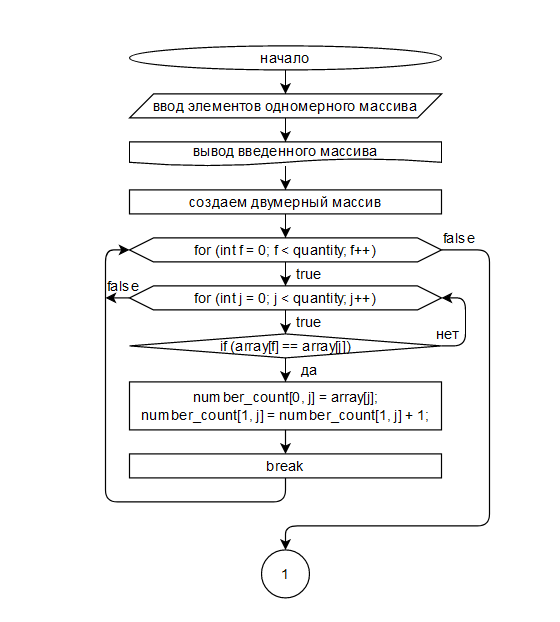 начало
ввод элементов одномерного массива
вывод введенного массива
создаем двумерный массив
for (int f = 0; f < quantity; f++)
false
true
false
for (int j = 0; j < quantity; j++)
true
if (array[f] == array[j])
нет
да
number_count[0, j] = array[j];
number_count[1, j] = number_count[1, j] + 1;
break
1